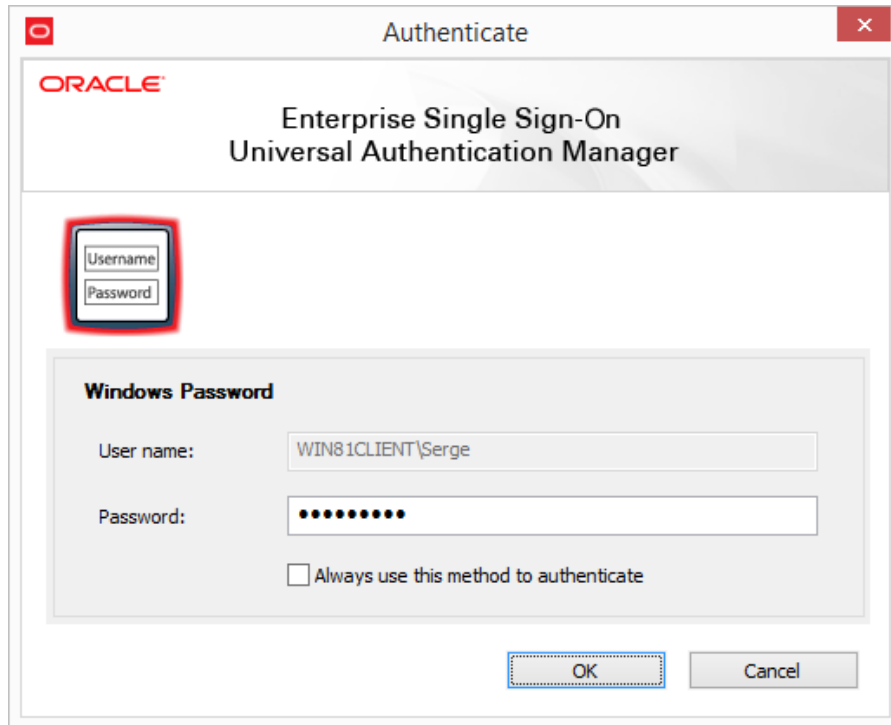 Authenticate
ORACLE
Enterprise Single Sign-On
Universal Authentication Manager
Username
Password
Windows Password
User name: WIN81CLIENT\Serge
Password: •••••••••
Always use this method to authenticate
OK Cancel